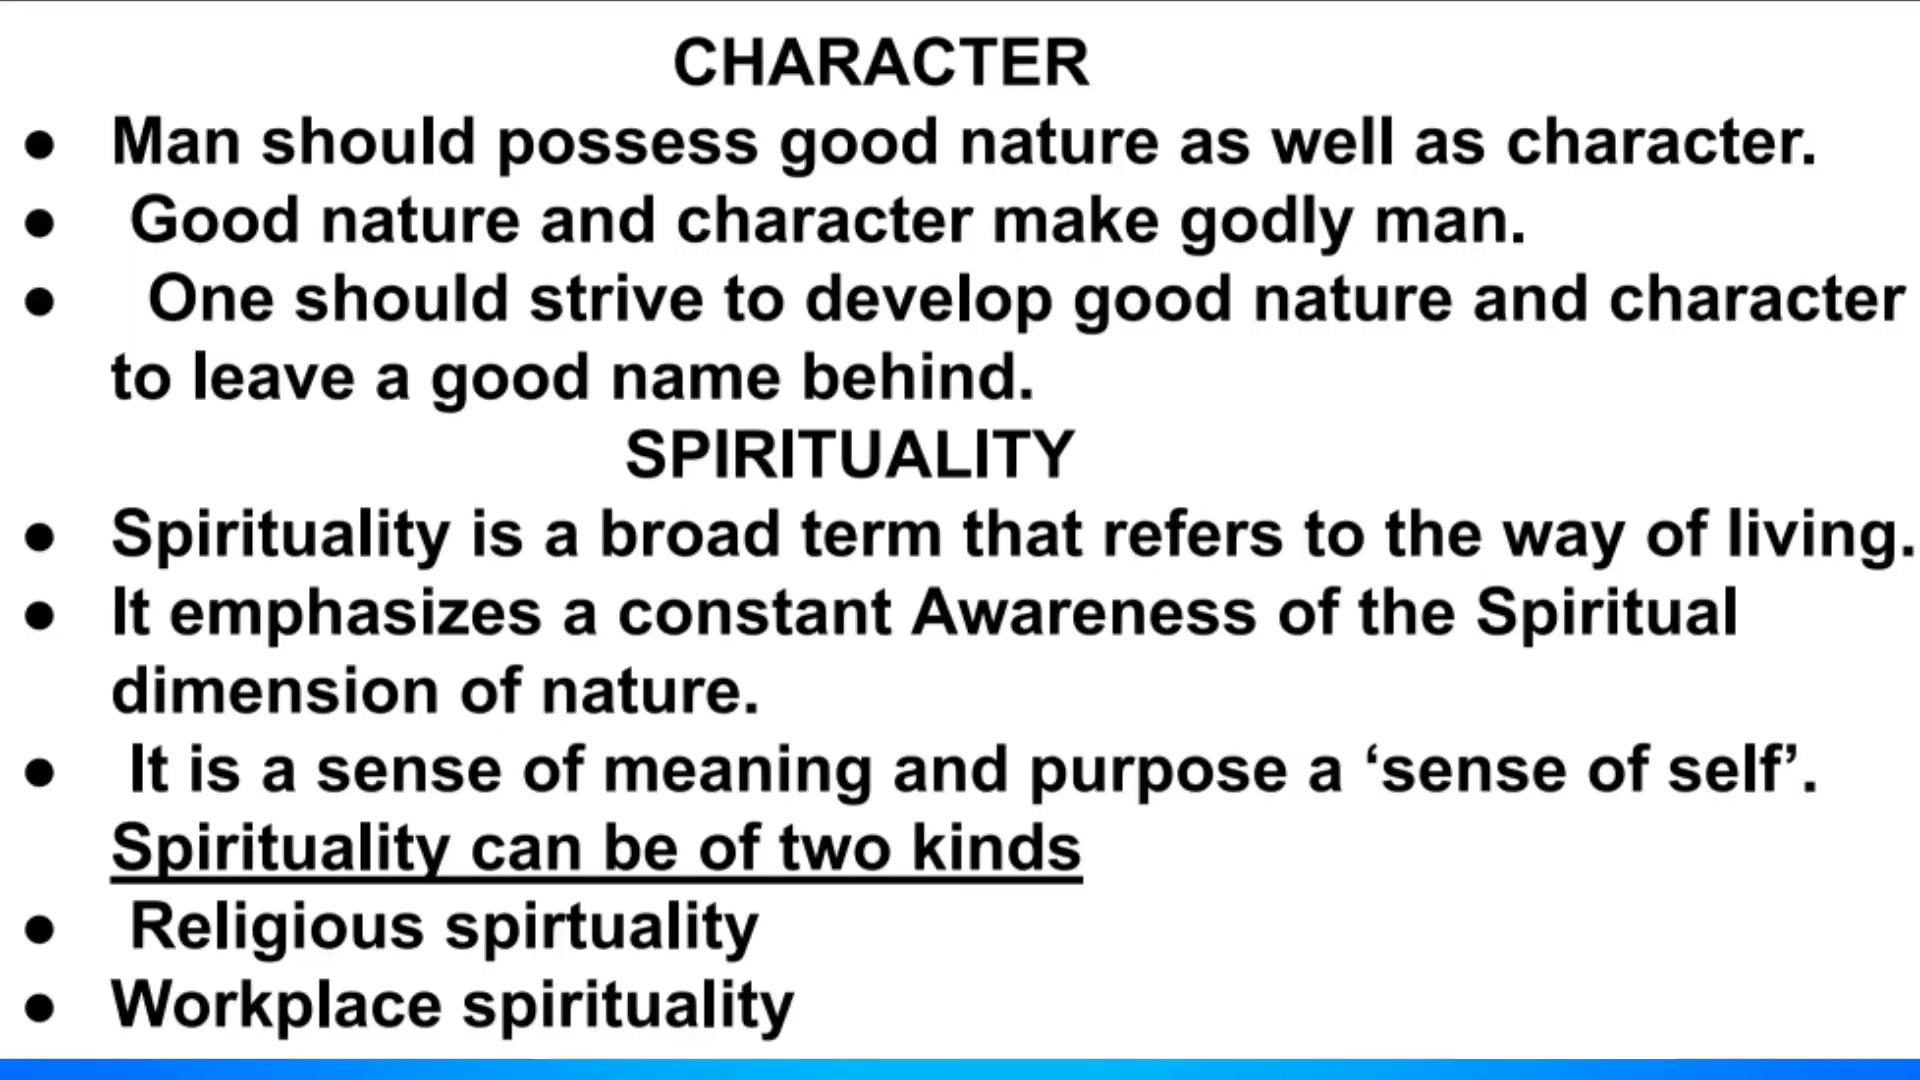 CHARACTER
● Man should possess good nature as well as character.
● Good nature and character make godly man.
● One should strive to develop good nature and character
to leave a good name behind.
SPIRITUALITY
● Spirituality is a broad term that refers to the way of living.
● It emphasizes a constant Awareness of the Spiritual
dimension of nature.
● It is a sense of meaning and purpose a ‘sense of self’.
Spirituality can be of two kinds
● Religious spirtuality
● Workplace spirituality